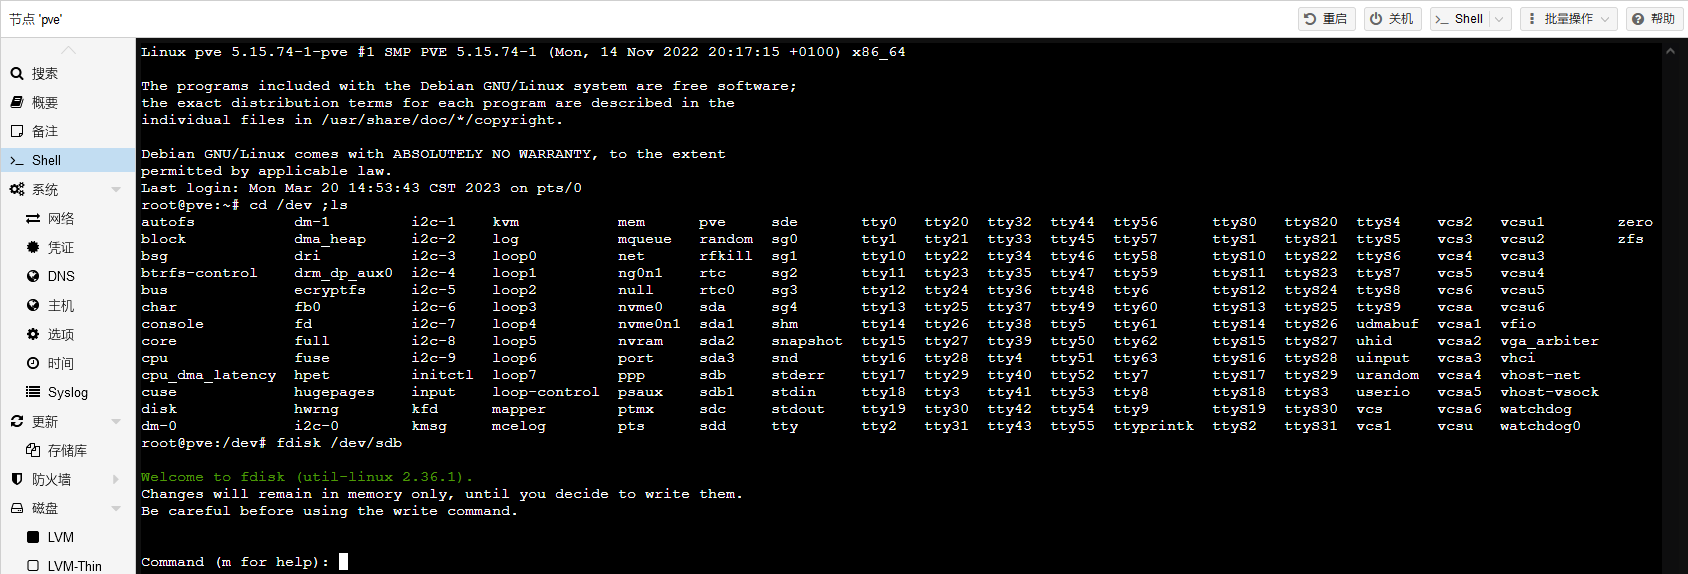 节点 'pve'
重启 关机 Shell 批量操作 帮助
搜索
概要
备注
Shell
系统
网络
凭证
DNS
主机
选项
时间
Syslog
更新
存储库
防火墙
磁盘
LVM
LVM-Thin
Linux pve 5.15.74-1-pve #1 SMP PVE 5.15.74-1 (Mon, 14 Nov 2022 20:17:15 +0100) x86_64
The programs included with the Debian GNU/Linux system are free software;
the exact distribution terms for each program are described in the
individual files in /usr/share/doc/*/copyright.
Debian GNU/Linux comes with ABSOLUTELY NO WARRANTY, to the extent
permitted by applicable law.
Last login: Mon Mar 20 14:53:43 CST 2023 on pts/0
root@pve:~# cd /dev ;ls
autofs dm-1 i2c-1 kvm mem pve sde tty0 tty20 tty32 tty44 tty56 ttyS0 ttyS20 ttyS4 vcs2 vcsu1 zero
block dma_heap i2c-2 log mqueue random sg0 tty1 tty21 tty33 tty45 tty57 ttyS1 ttyS21 ttyS5 vcs3 vcsu2 zfs
bsg dri i2c-3 loop0 net rfkill sg1 tty10 tty22 tty34 tty46 tty58 ttyS10 ttyS22 ttyS6 vcs4 vcsu3
btrfs-control drm_dp_aux0 i2c-4 loop1 ng0n1 rtc sg2 tty11 tty23 tty35 tty47 tty59 ttyS11 ttyS23 ttyS7 vcs5 vcsu4
bus ecryptfs i2c-5 loop2 null rtc0 sg3 tty12 tty24 tty36 tty48 tty6 ttyS12 ttyS24 ttyS8 vcs6 vcsu5
char fb0 i2c-6 loop3 nvme0 sda sg4 tty13 tty25 tty37 tty49 tty60 ttyS13 ttyS25 ttyS9 vcsa vcsu6
console fd i2c-7 loop4 nvme0n1 sda1 shm tty14 tty26 tty38 tty5 tty61 ttyS14 ttyS26 udmabuf vcsa1 vfio
core full i2c-8 loop5 nvram sda2 snapshot tty15 tty27 tty39 tty50 tty62 ttyS15 ttyS27 uhid vcsa2 vga_arbiter
cpu fuse i2c-9 loop6 port sda3 snd tty16 tty28 tty4 tty51 tty63 ttyS16 ttyS28 uinput vcsa3 vhci
cpu_dma_latency hpet initctl loop7 ppp sdb stderr tty17 tty29 tty40 tty52 tty7 ttyS17 ttyS29 urandom vcsa4 vhost-net
cuse hugepages input loop-control psaux sdb1 stdin tty18 tty3 tty41 tty53 tty8 ttyS18 ttyS3 userio vcsa5 vhost-vsock
disk hwrng kfd mapper ptmx sdc stdout tty19 tty30 tty42 tty54 tty9 ttyS19 ttyS30 vcs vcsa6 watchdog
dm-0 i2c-0 kmsg mcelog pts sdd tty tty2 tty31 tty43 tty55 ttyprintk ttyS2 ttyS31 vcs1 vcsu watchdog0
root@pve:/dev# fdisk /dev/sdb
Welcome to fdisk (util-linux 2.36.1).
Changes will remain in memory only, until you decide to write them.
Be careful before using the write command.
Command (m for help):